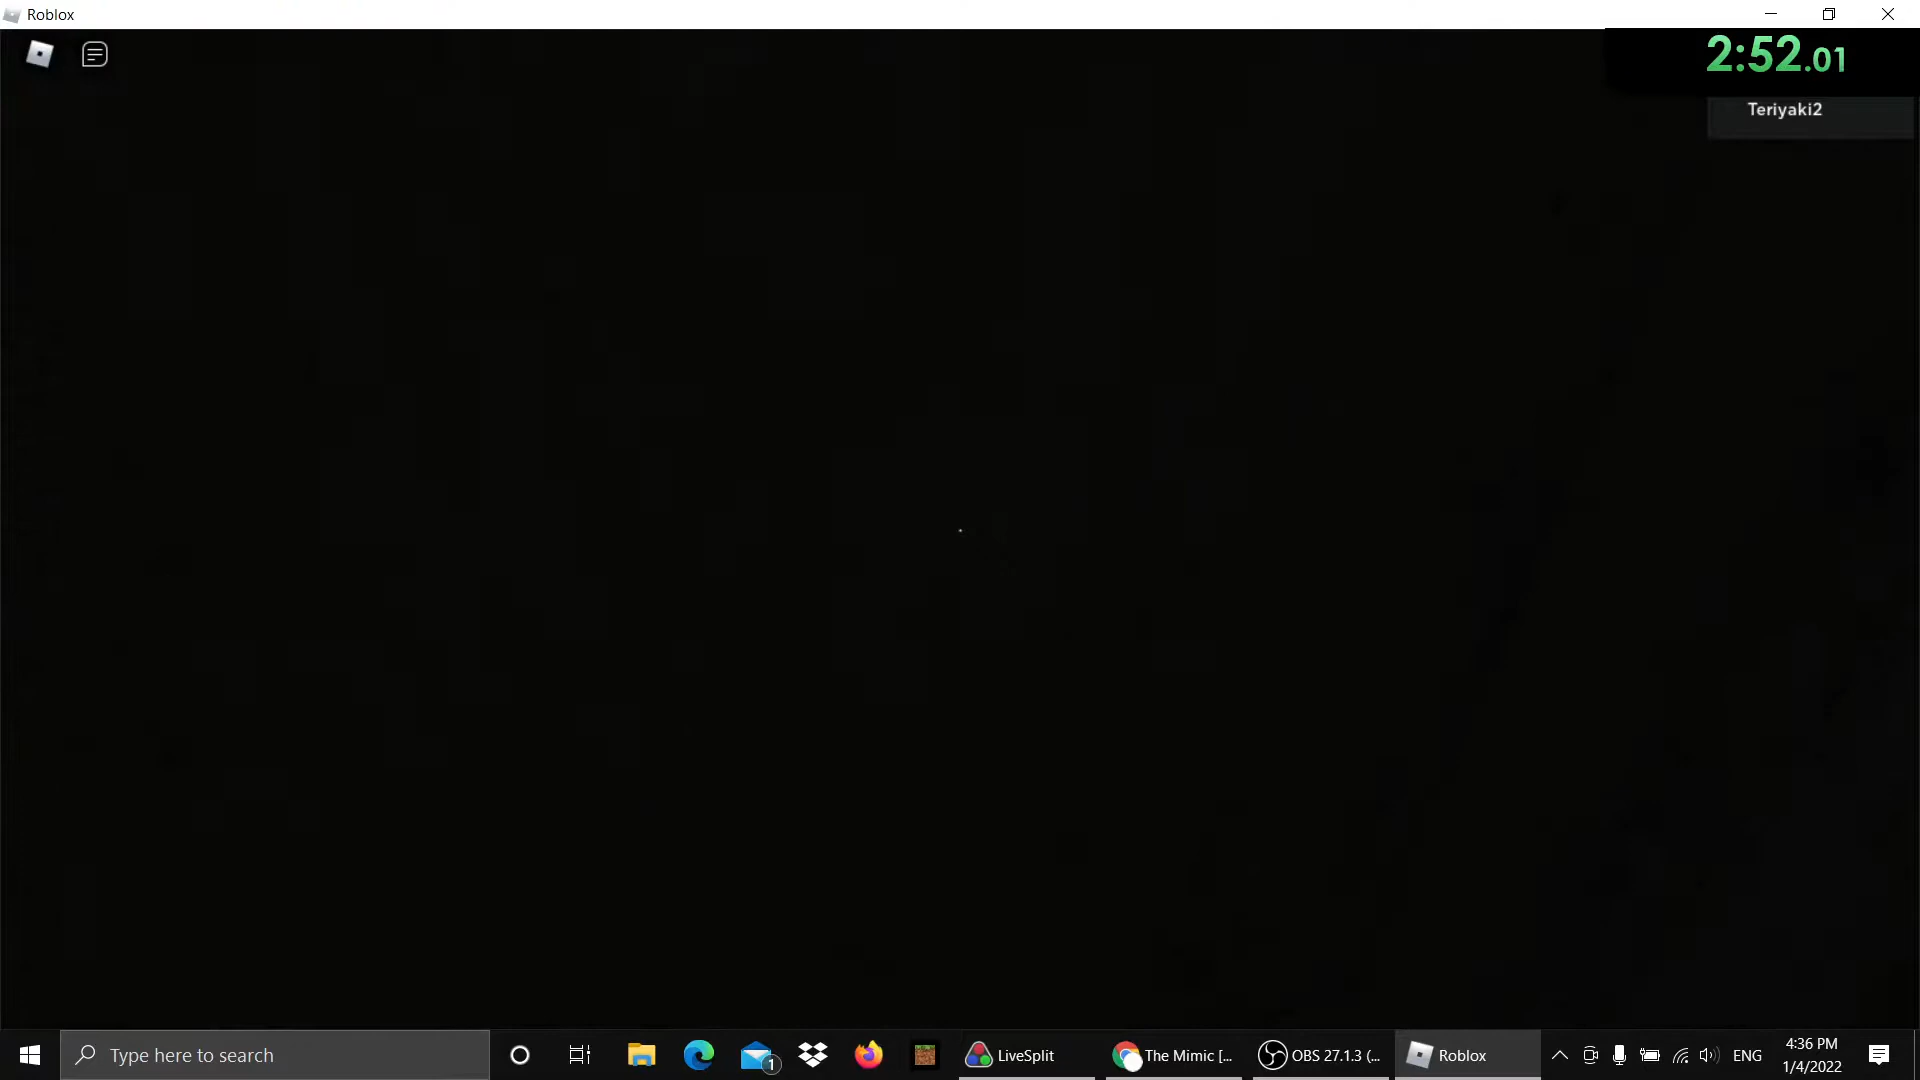 Roblox
2:52.01
Teriyaki2
Type here to search
1
LiveSplit
The Mimic [...
OBS 27.1.3 (...
Roblox
ENG
4:36 PM
1/4/2022